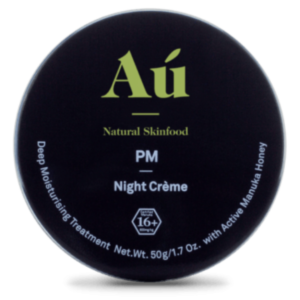 Aú
Natural Skinfood
PM
Night Crème
16+
Deep Moisturising Treatment Net.Wt. 50g/1.7 Oz. with Active Manuka Honey